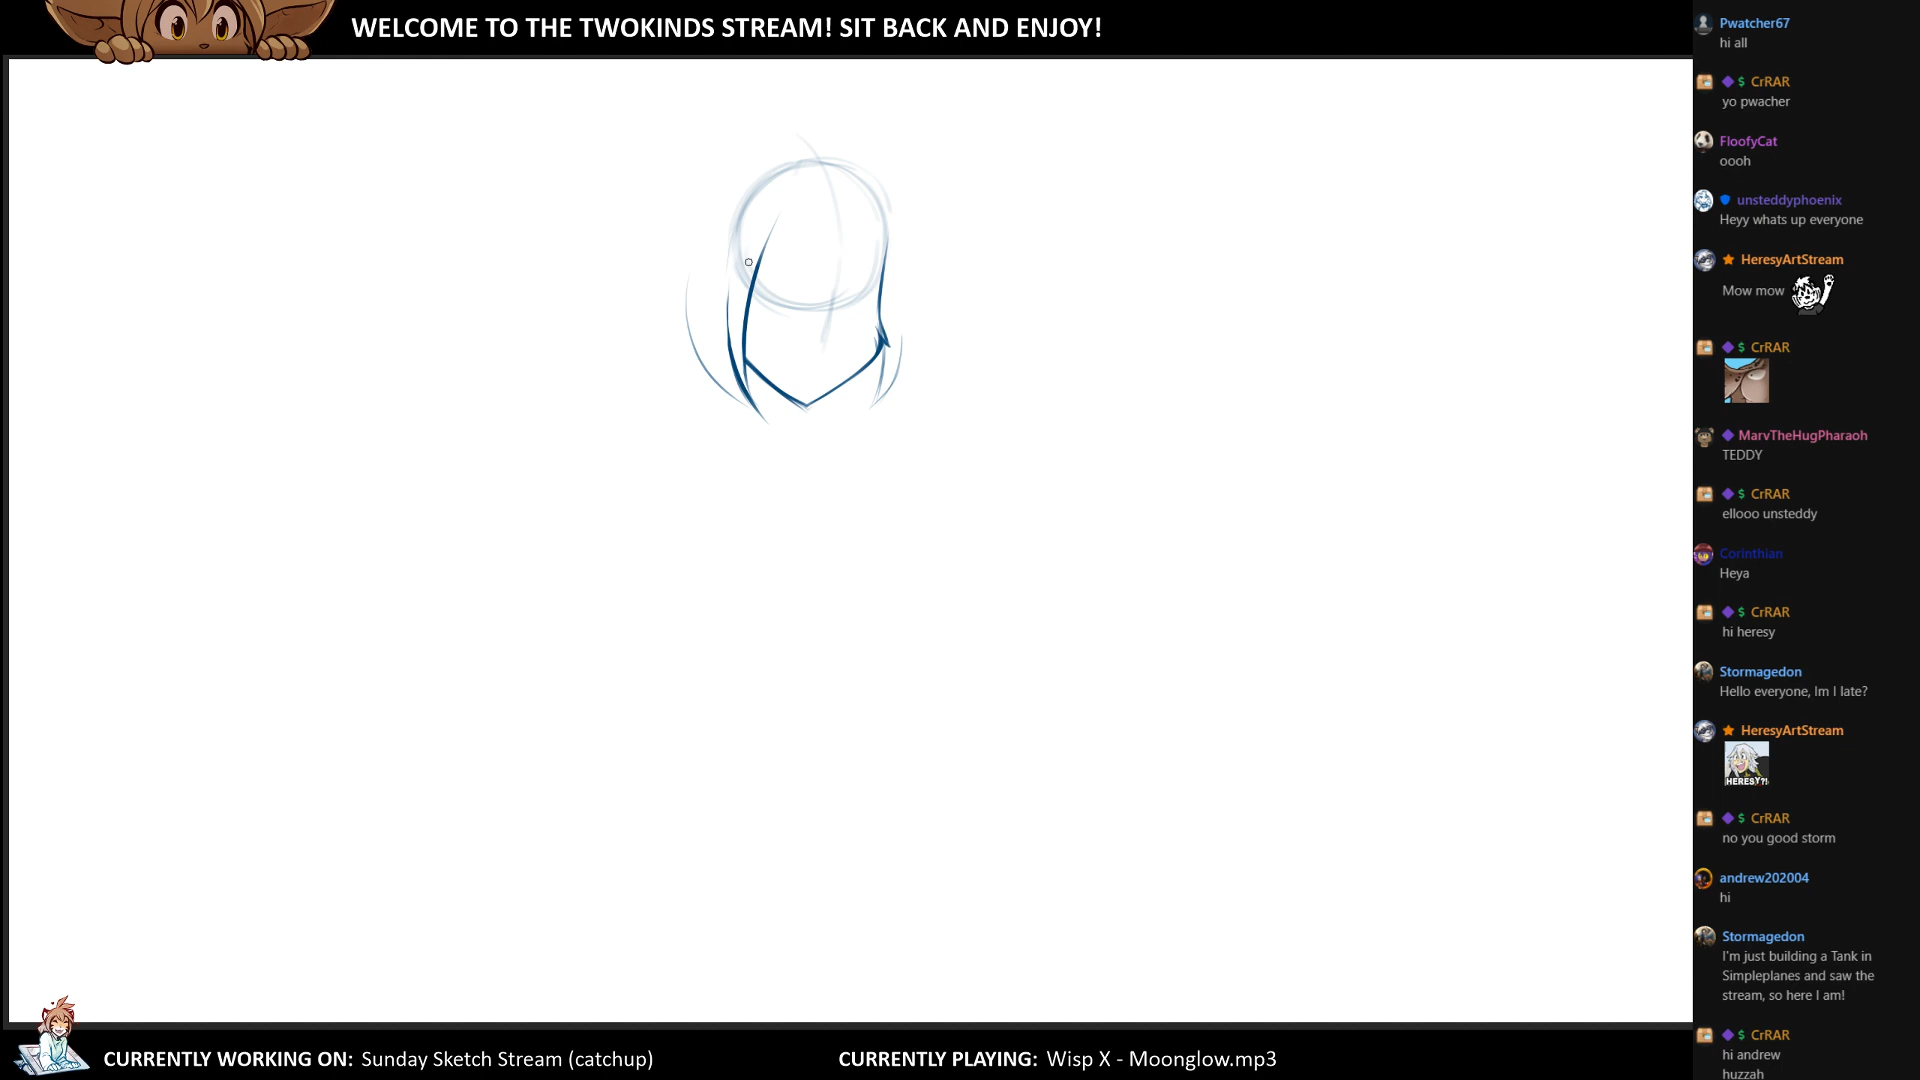 WELCOME TO THE TWOKINDS STREAM! SIT BACK AND ENJOY!
Pwatcher67
hi all
$ CrRAR
yo pwacher
FloofyCat
oooh
unsteddyphoenix
Heyy whats up everyone
HeresyArtStream
Mow mow
$ CrRAR
MarvTheHugPharaoh
TEDDY
$ CrRAR
ellooo unsteddy
Corinthian
Heya
$ CrRAR
hi heresy
Stormagedon
Hello everyone, Im I late?
HeresyArtStream
HERESY?!
$ CrRAR
no you good storm
andrew202004
hi
Stormagedon
I'm just building a Tank in
Simpleplanes and saw the
stream, so here I am!
$ CrRAR
hi andrew
huzzah
CURRENTLY WORKING ON: Sunday Sketch Stream (catchup)
CURRENTLY PLAYING: Wisp X - Moonglow.mp3